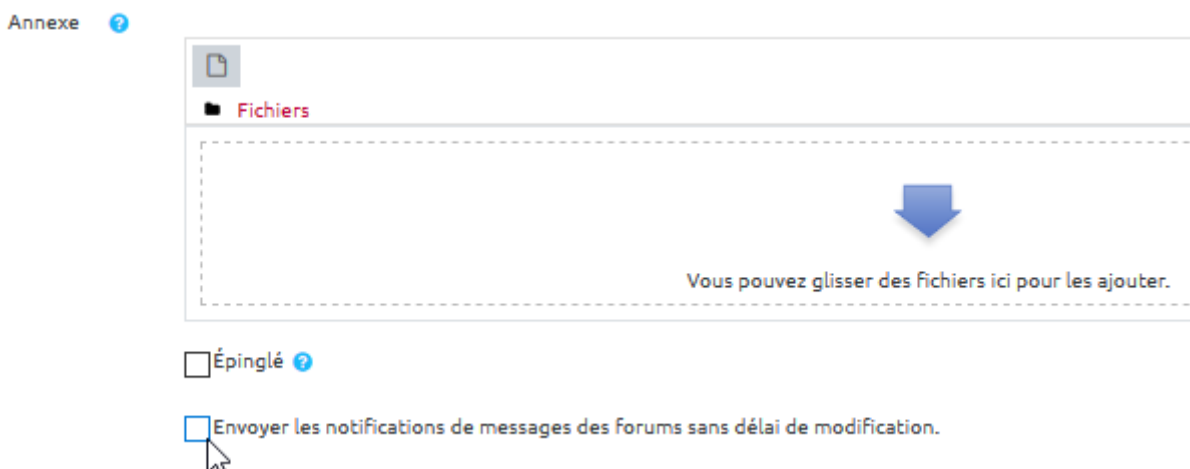 Annexe
Fichiers
Vous pouvez glisser des fichiers ici pour les ajouter.
Épinglé
Envoyer les notifications de messages des forums sans délai de modification.